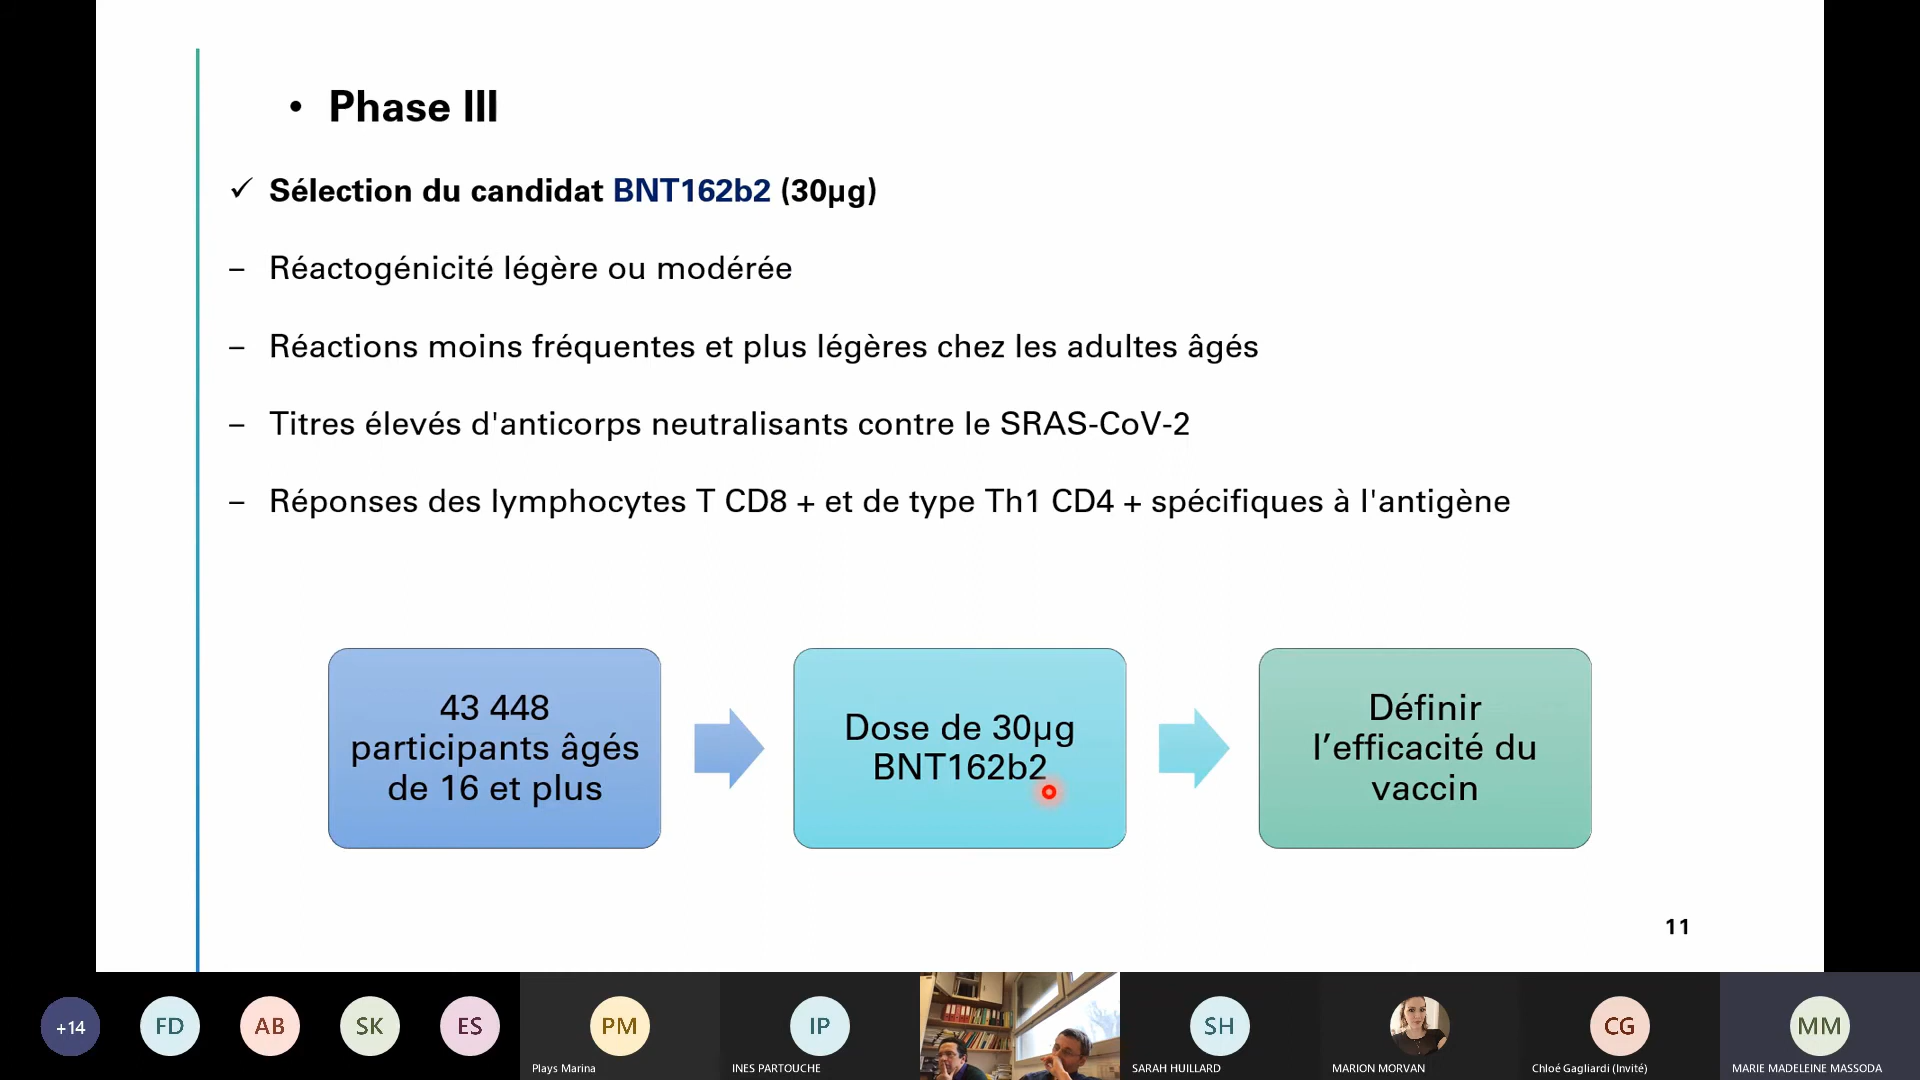 • Phase III
✓ Sélection du candidat BNT162b2 (30µg)
– Réactogénicité légère ou modérée
– Réactions moins fréquentes et plus légères chez les adultes âgés
– Titres élevés d'anticorps neutralisants contre le SRAS-CoV-2
– Réponses des lymphocytes T CD8 + et de type Th1 CD4 + spécifiques à l'antigène
43 448
participants âgés
de 16 et plus
Dose de 30µg
BNT162b2
Définir
l’efficacité du
vaccin
11
+14
FD
AB
SK
ES
PM
Plays Marina
IP
INES PARTOUCHE
SH
SARAH HUILLARD
MARION MORVAN
CG
Chloé Gagliardi (Invité)
MM
MARIE MADELEINE MASSODA